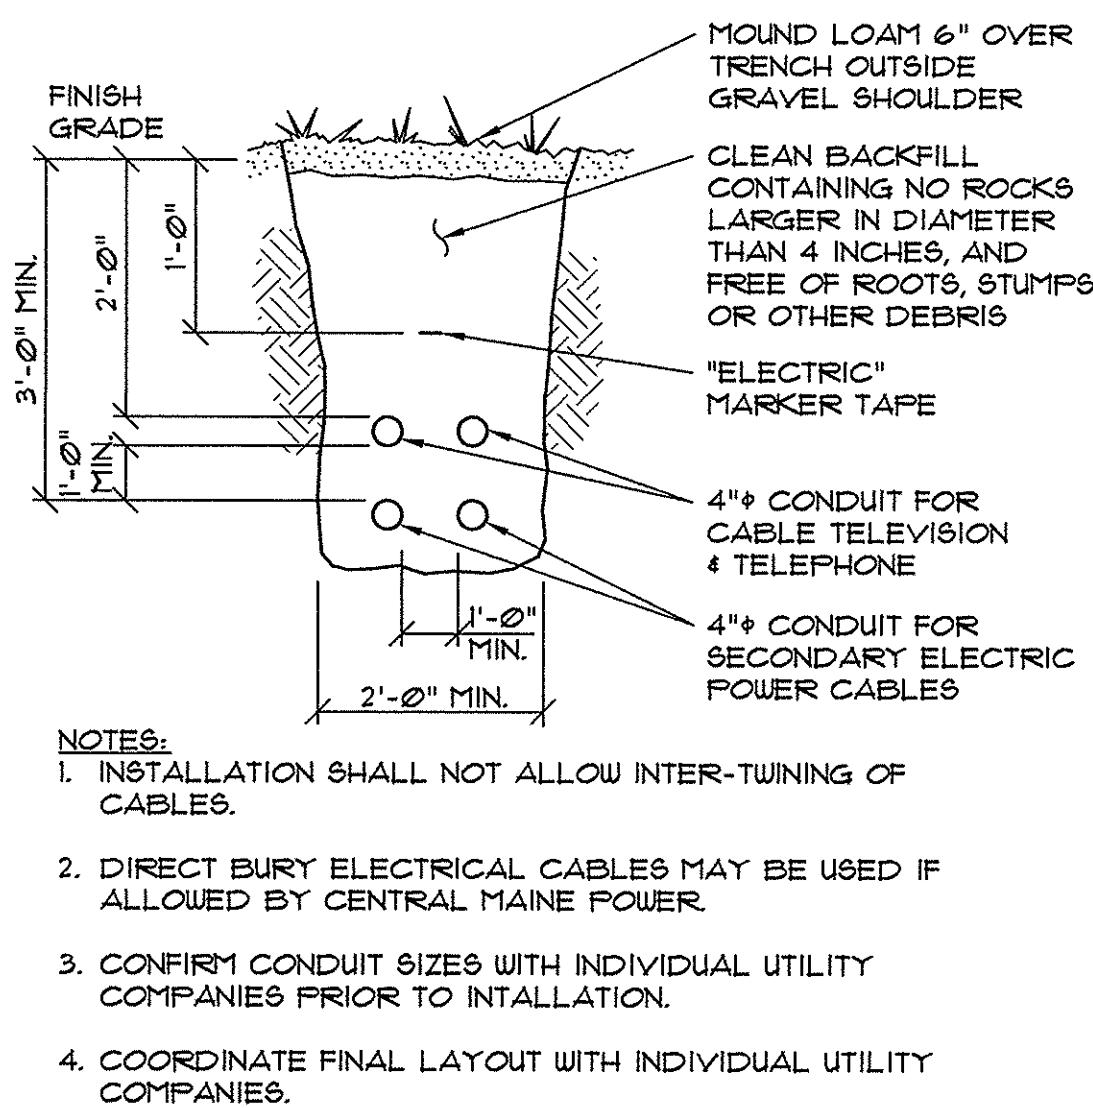 MOUND LOAM 6" OVER
TRENCH OUTSIDE
GRAVEL SHOULDER
FINISH
GRADE
CLEAN BACKFILL
CONTAINING NO ROCKS
LARGER IN DIAMETER
THAN 4 INCHES, AND
FREE OF ROOTS, STUMPS
OR OTHER DEBRIS
3'-0" MIN.
2'-0"
1'-0"
"ELECTRIC"
MARKER TAPE
1'-0"
MIN.
4"ϕ CONDUIT FOR
CABLE TELEVISION
& TELEPHONE
4"ϕ CONDUIT FOR
SECONDARY ELECTRIC
POWER CABLES
1'-0"
MIN.
2'-0" MIN.
NOTES:
1. INSTALLATION SHALL NOT ALLOW INTER-TWINING OF
CABLES.
2. DIRECT BURY ELECTRICAL CABLES MAY BE USED IF
ALLOWED BY CENTRAL MAINE POWER.
3. CONFIRM CONDUIT SIZES WITH INDIVIDUAL UTILITY
COMPANIES PRIOR TO INTALLATION.
4. COORDINATE FINAL LAYOUT WITH INDIVIDUAL UTILITY
COMPANIES.